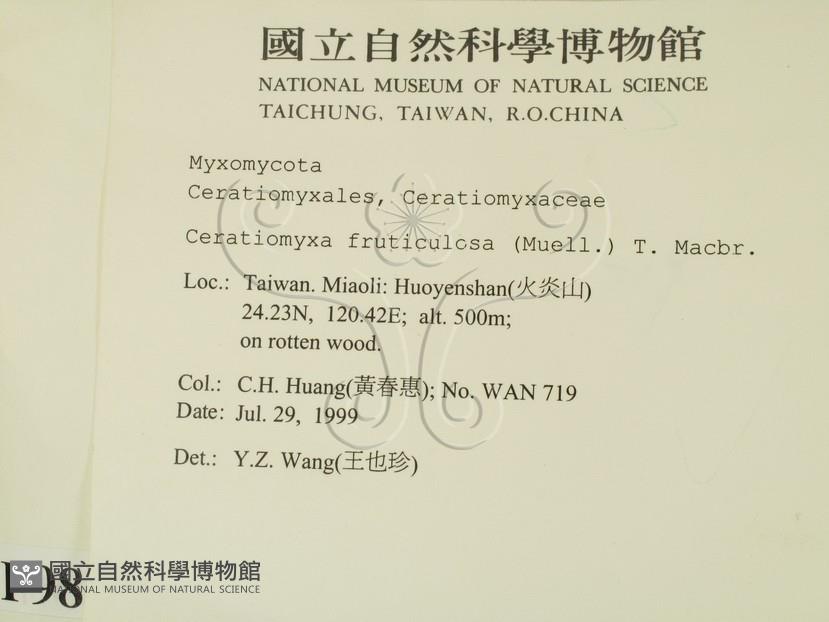 國立自然科學博物館
NATIONAL MUSEUM OF NATURAL SCIENCE
TAICHUNG, TAIWAN, R.O.CHINA
Myxomycota
Ceratiomyxales, Ceratiomyxaceae
Ceratiomyxa fruticulosa (Muell.) T. Macbr.
Loc.: Taiwan. Miaoli: Huoyenshan(火炎山)
24.23N, 120.42E; alt. 500m;
on rotten wood.
Col.: C.H. Huang(黃春惠); No. WAN 719
Date: Jul. 29, 1999
Det.: Y.Z. Wang(王也珍)
國立自然科學博物館
NATIONAL MUSEUM OF NATURAL SCIENCE